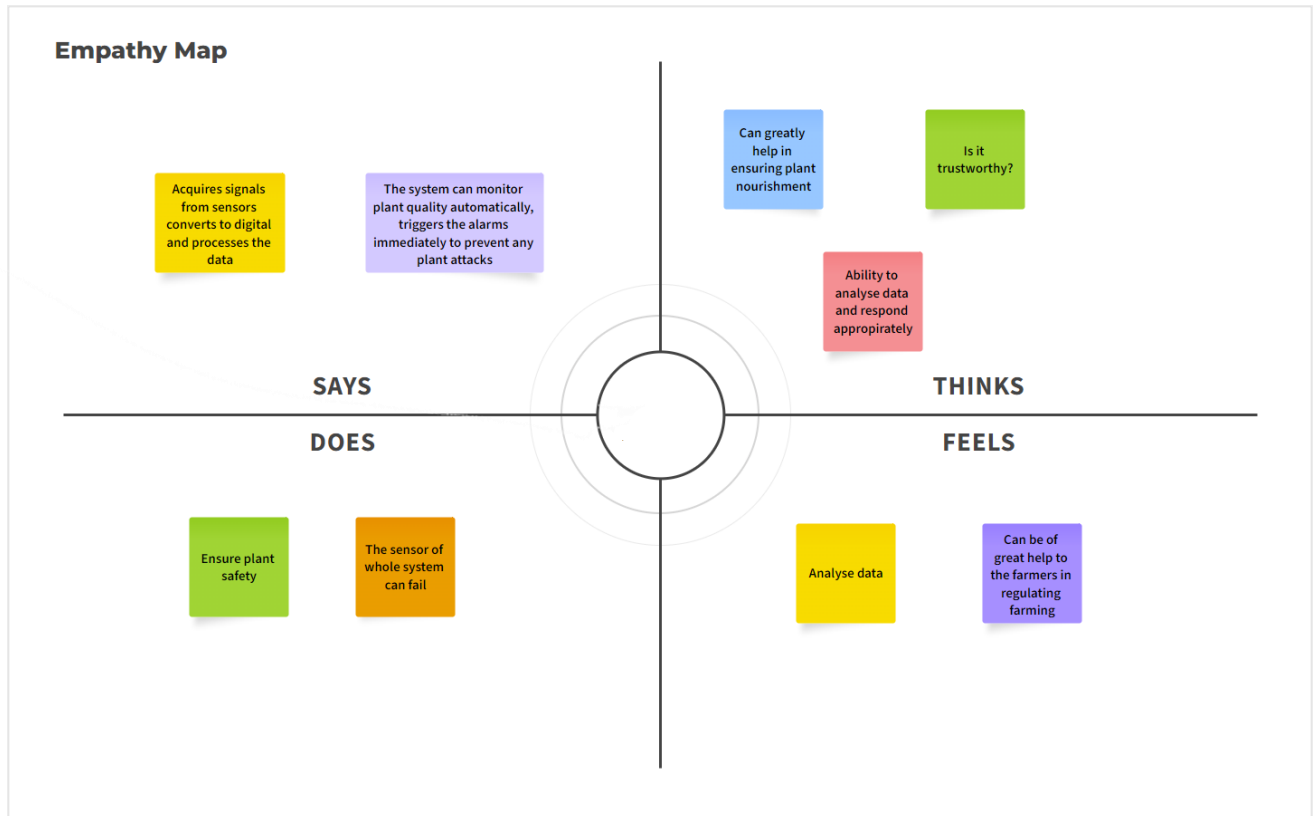 Empathy Map
Acquires signals
from sensors
converts to digital
and processes the
data
The system can monitor
plant quality automatically,
triggers the alarms
immediately to prevent any
plant attacks
SAYS
Can greatly
help in
ensuring plant
nourishment
Is it
trustworthy?
Ability to
analyse data
and respond
appropirately
THINKS
DOES
Ensure plant
safety
The sensor of
whole system
can fail
FEELS
Analyse data
Can be of
great help to
the farmers in
regulating
farming